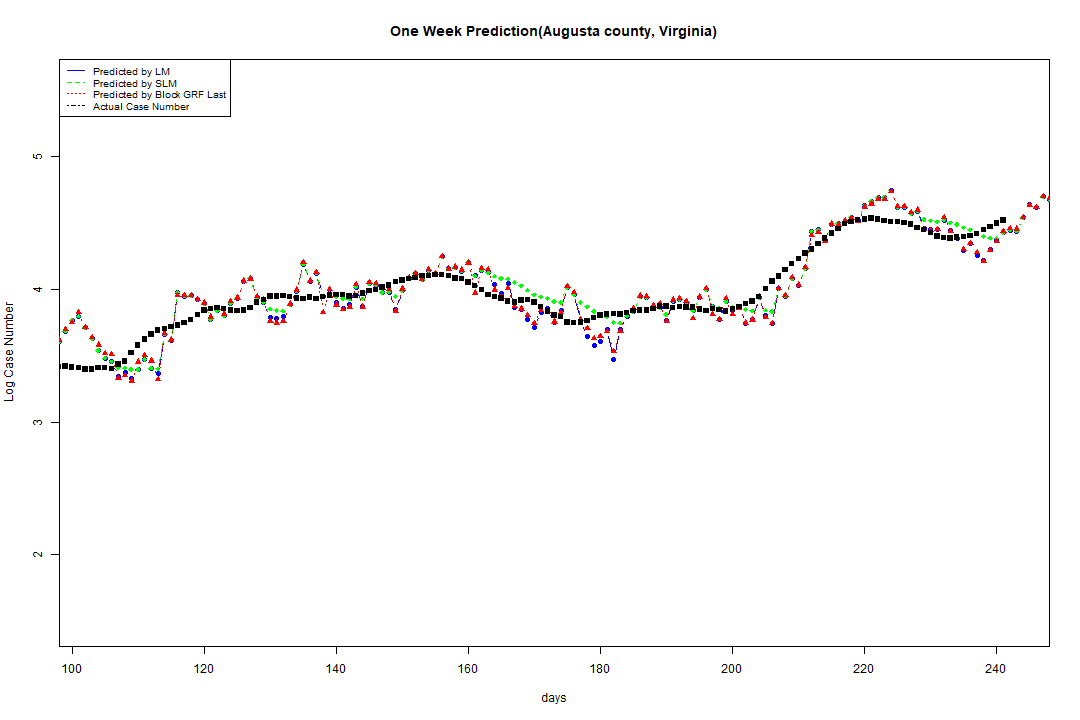 One Week Prediction(Augusta county, Virginia)
Predicted by LM
Predicted by SLM
Predicted by Block GRF Last
Actual Case Number
5
4
3
2
Log Case Number
100 120 140 160 180 200 220 240
days